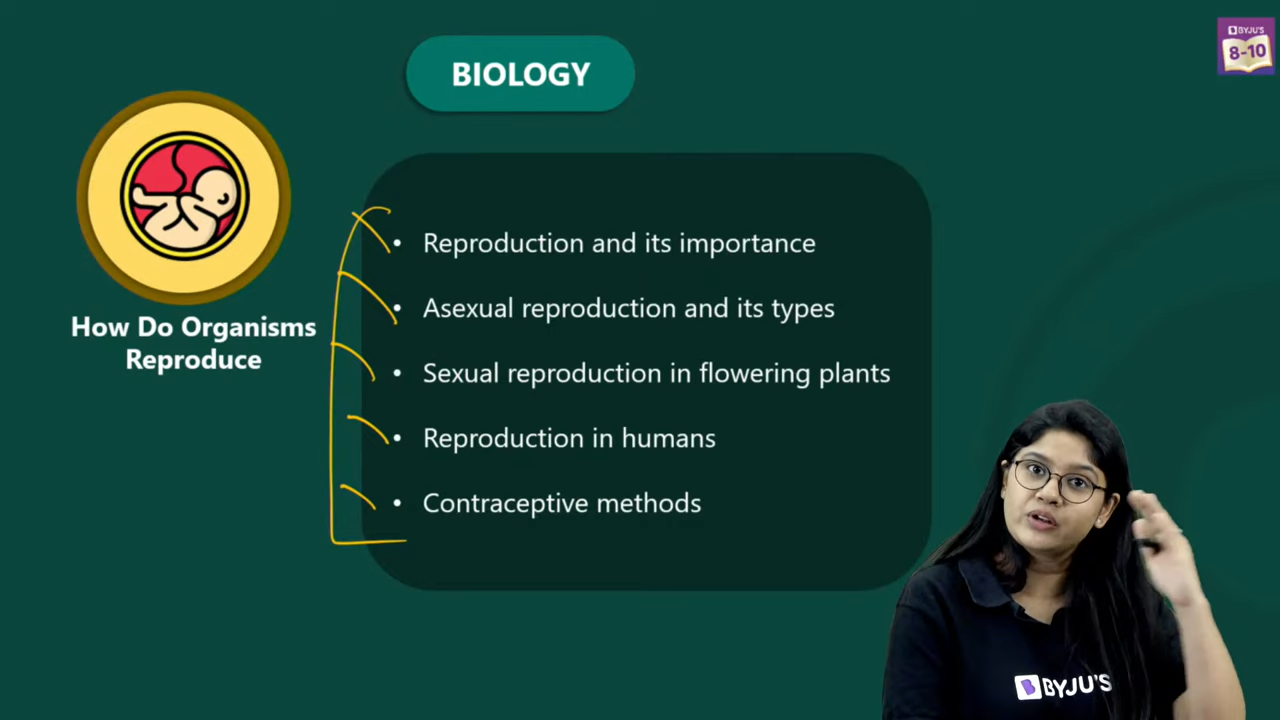 BIOLOGY
BYJU'S
8-10
How Do Organisms
Reproduce
• Reproduction and its importance
• Asexual reproduction and its types
• Sexual reproduction in flowering plants
• Reproduction in humans
• Contraceptive methods
BYJU'S